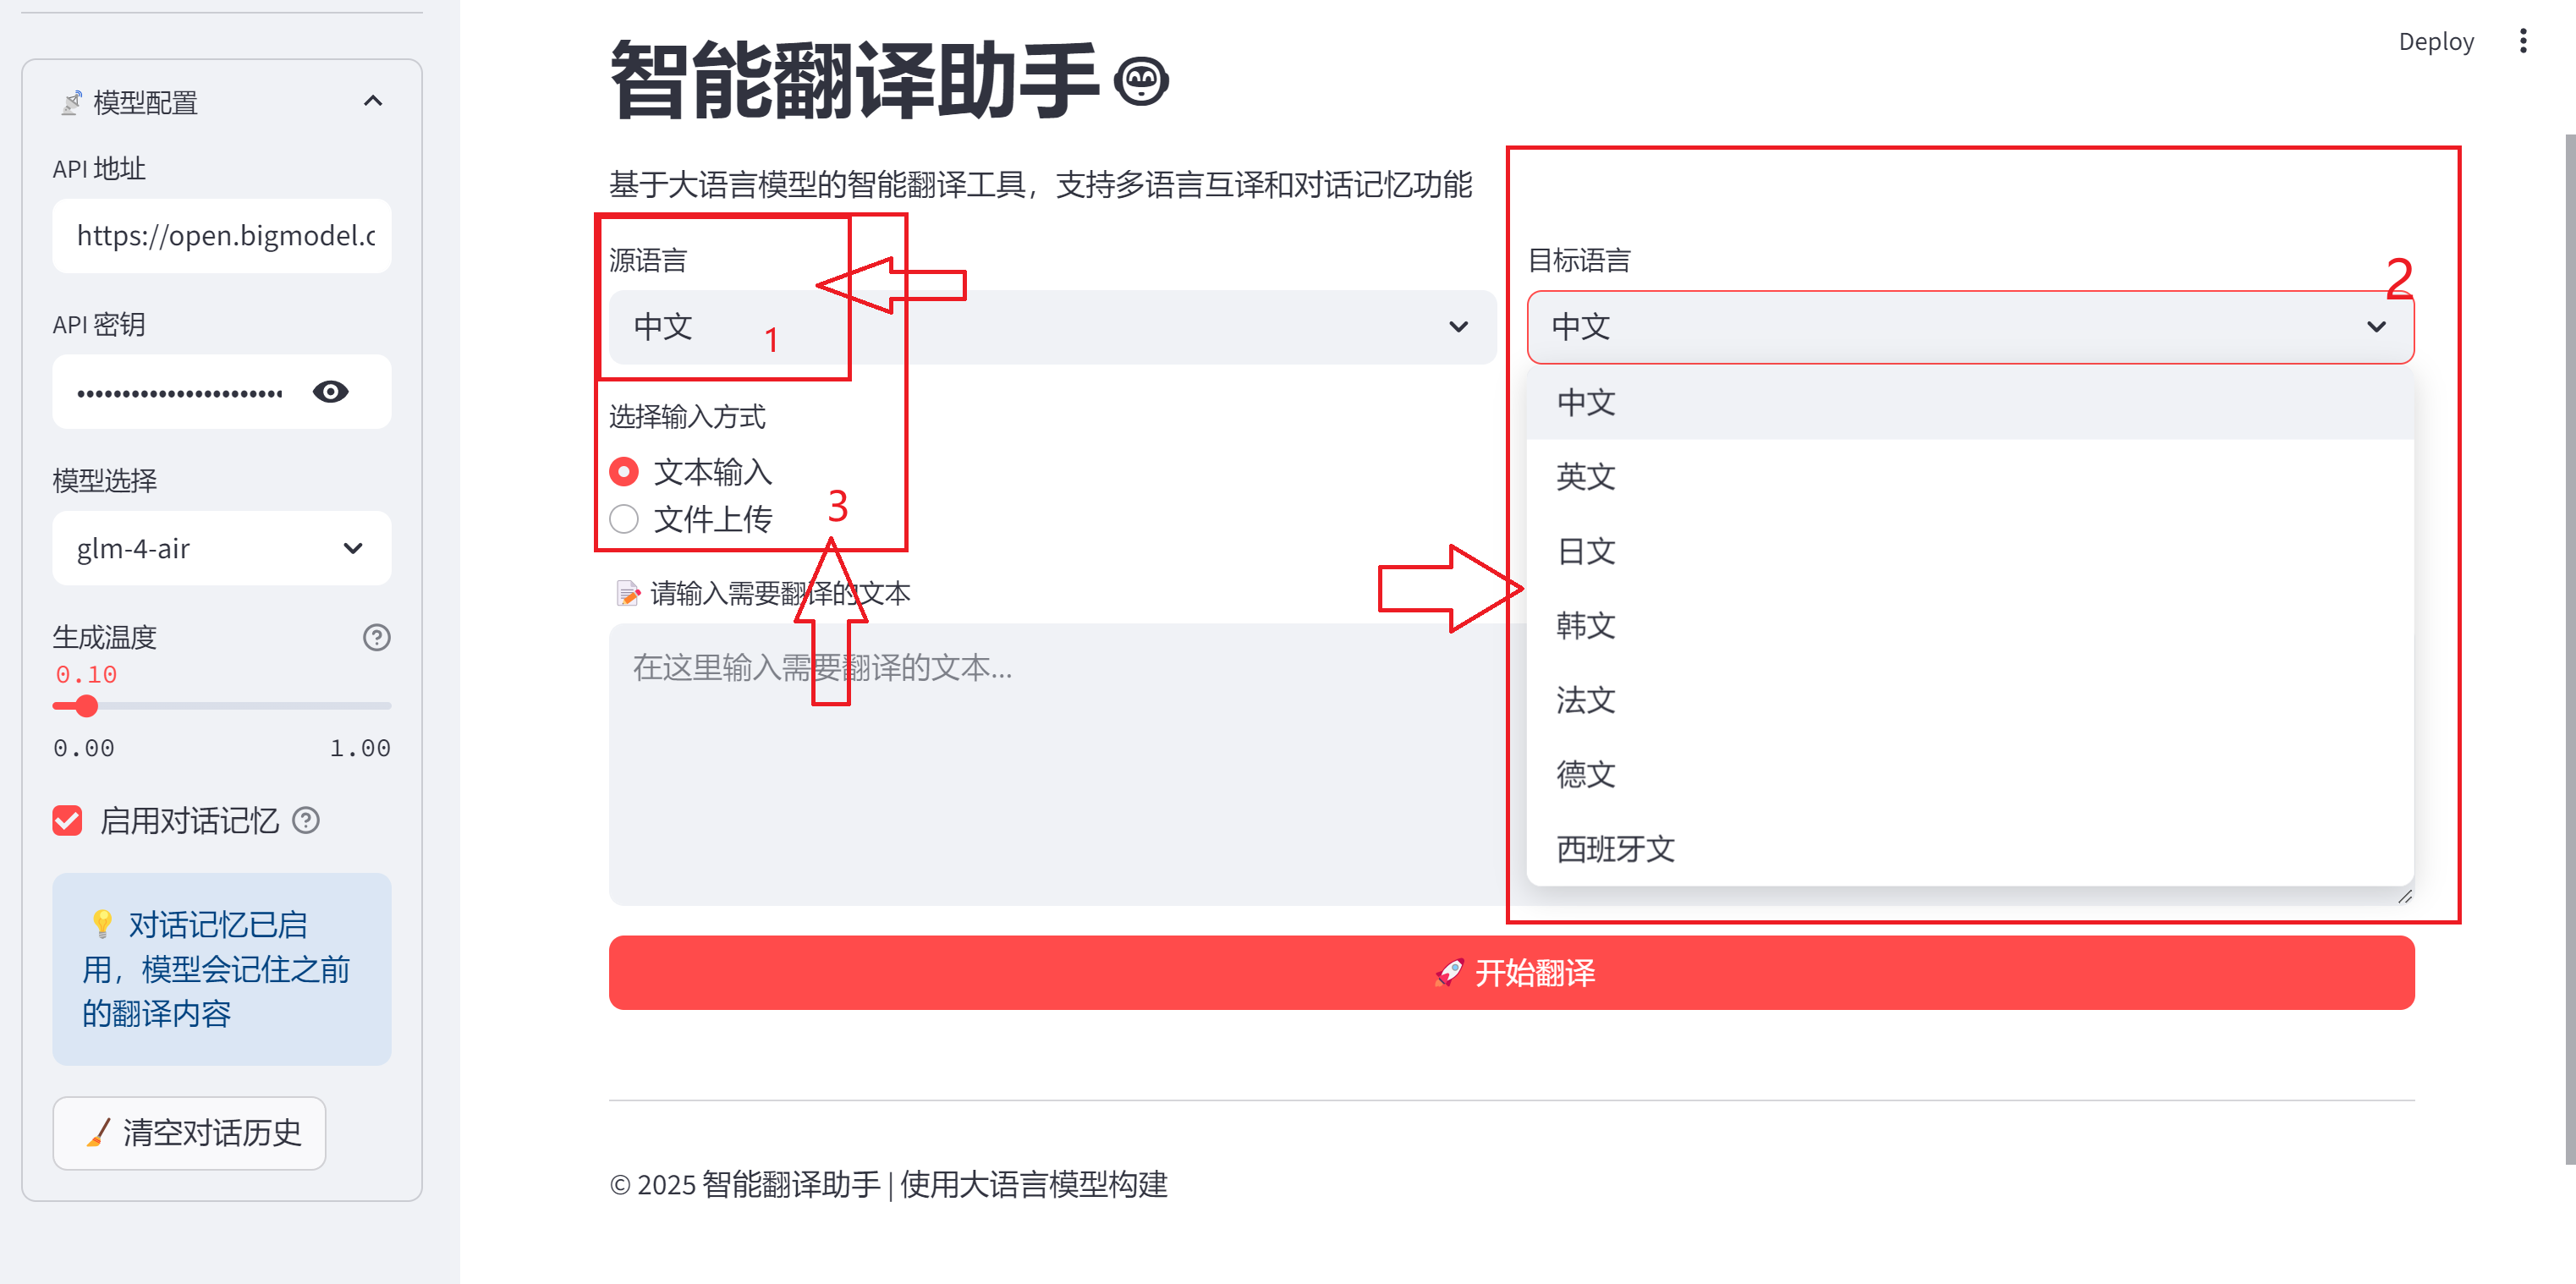 模型配置
API 地址
https://open.bigmodel.c
API 密钥
模型选择
glm-4-air
生成温度
0.10
0.00
1.00
启用对话记忆
对话记忆已启
用，模型会记住之前
的翻译内容
清空对话历史
Deploy
智能翻译助手
基于大语言模型的智能翻译工具，支持多语言互译和对话记忆功能
源语言
中文
1
选择输入方式
文本输入
文件上传
3
目标语言
2
中文
中文
英文
日文
韩文
法文
德文
西班牙文
请输入需要翻译的文本
在这里输入需要翻译的文本...
开始翻译
© 2025 智能翻译助手 | 使用大语言模型构建